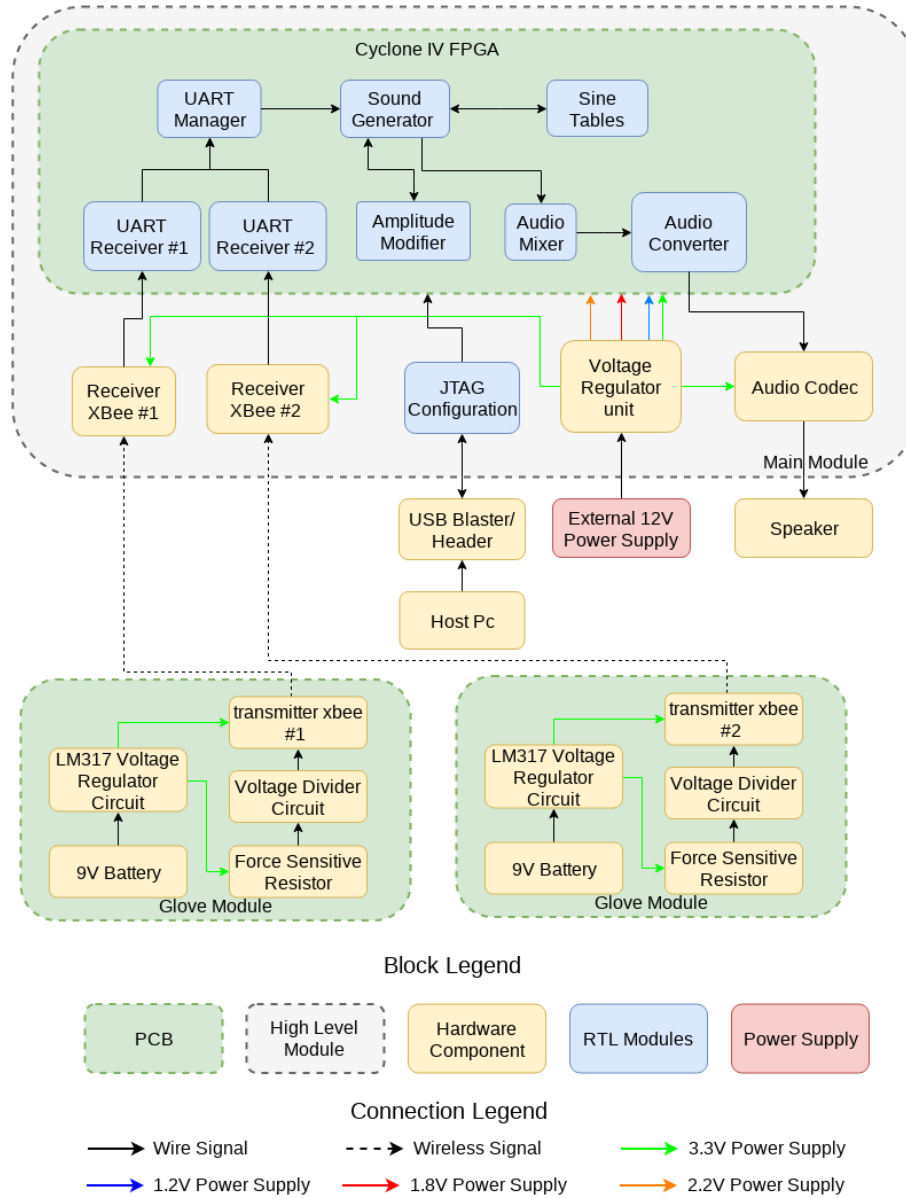 Cyclone IV FPGA
UART
Manager
Sound
Generator
Sine
Tables
UART
Receiver #1
UART
Receiver #2
Amplitude
Modifier
Audio
Mixer
Audio
Converter
Receiver
XBee #1
Receiver
XBee #2
JTAG
Configuration
Voltage
Regulator
unit
Audio Codec
Main Module
USB Blaster/
Header
External 12V
Power Supply
Speaker
Host Pc
transmitter xbee
#1
LM317 Voltage
Regulator
Circuit
Voltage Divider
Circuit
9V Battery
Force Sensitive
Resistor
Glove Module
transmitter xbee
#2
LM317 Voltage
Regulator
Circuit
Voltage Divider
Circuit
9V Battery
Force Sensitive
Resistor
Glove Module
Block Legend
PCB
High Level
Module
Hardware
Component
RTL Modules
Power Supply
Connection Legend
Wire Signal
Wireless Signal
3.3V Power Supply
1.2V Power Supply
1.8V Power Supply
2.2V Power Supply